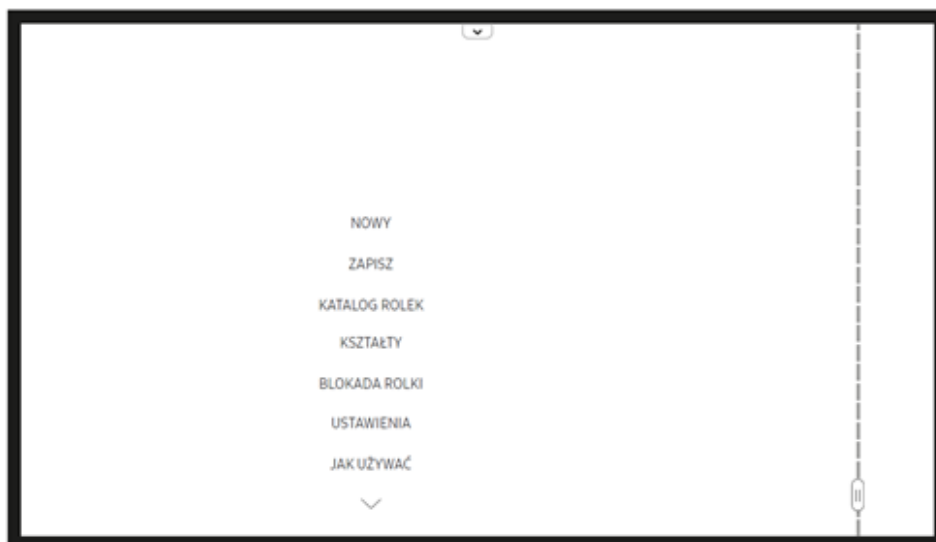 NOWY
ZAPISZ
KATALOG ROLEK
KSZTAŁTY
BLOKADA ROLKI
USTAWIENIA
JAK UŻYWAĆ